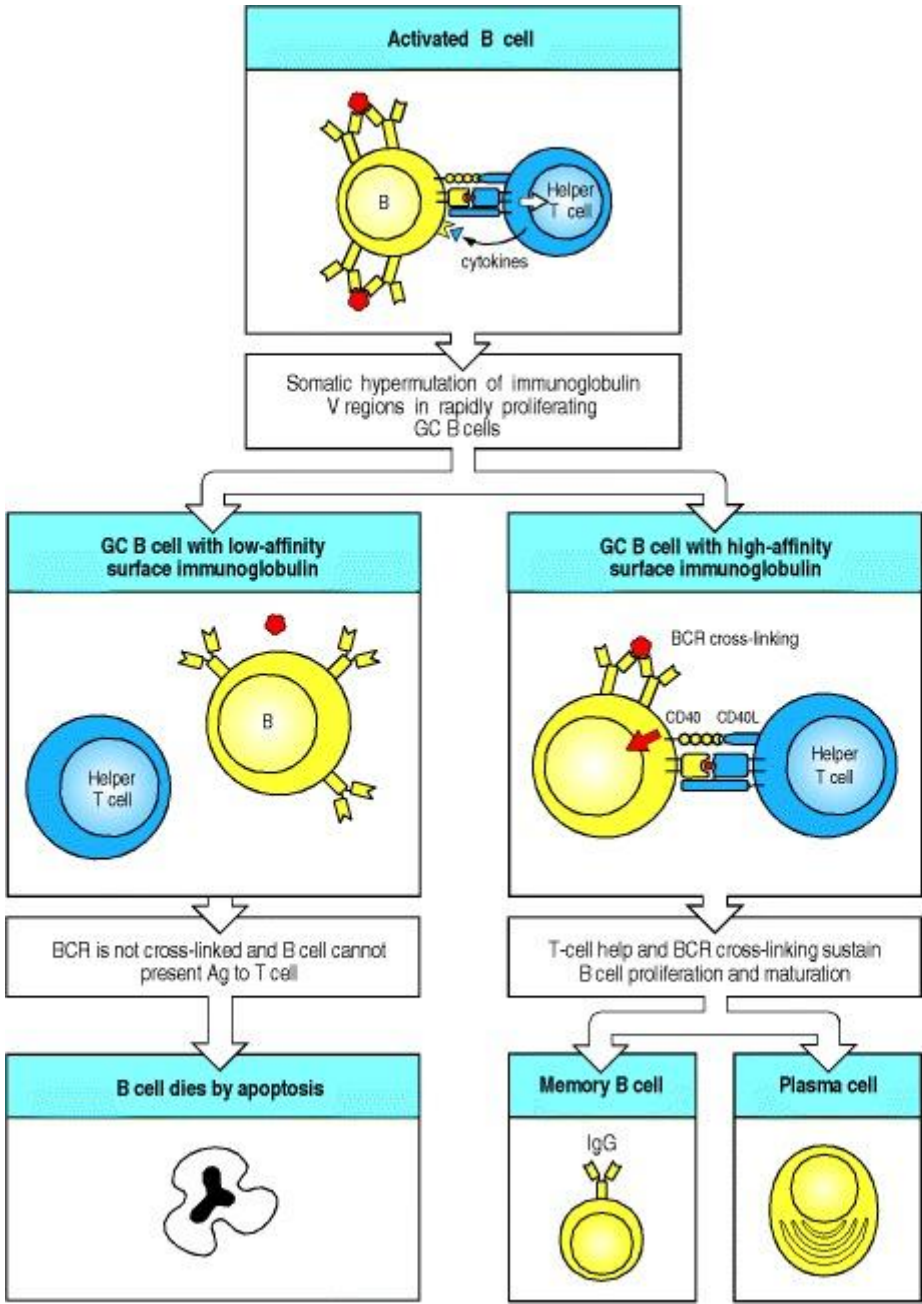 Activated B cell
B
Helper
T cell
cytokines
Somatic hypermutation of immunoglobulin
V regions in rapidly proliferating
GC B cells
GC B cell with low-affinity
surface immunoglobulin
B
Helper
T cell
GC B cell with high-affinity
surface immunoglobulin
BCR cross-linking
CD40 CD40L
Helper
T cell
BCR is not cross-linked and B cell cannot
present Ag to T cell
T-cell help and BCR cross-linking sustain
B cell proliferation and maturation
B cell dies by apoptosis
Memory B cell
IgG
Plasma cell